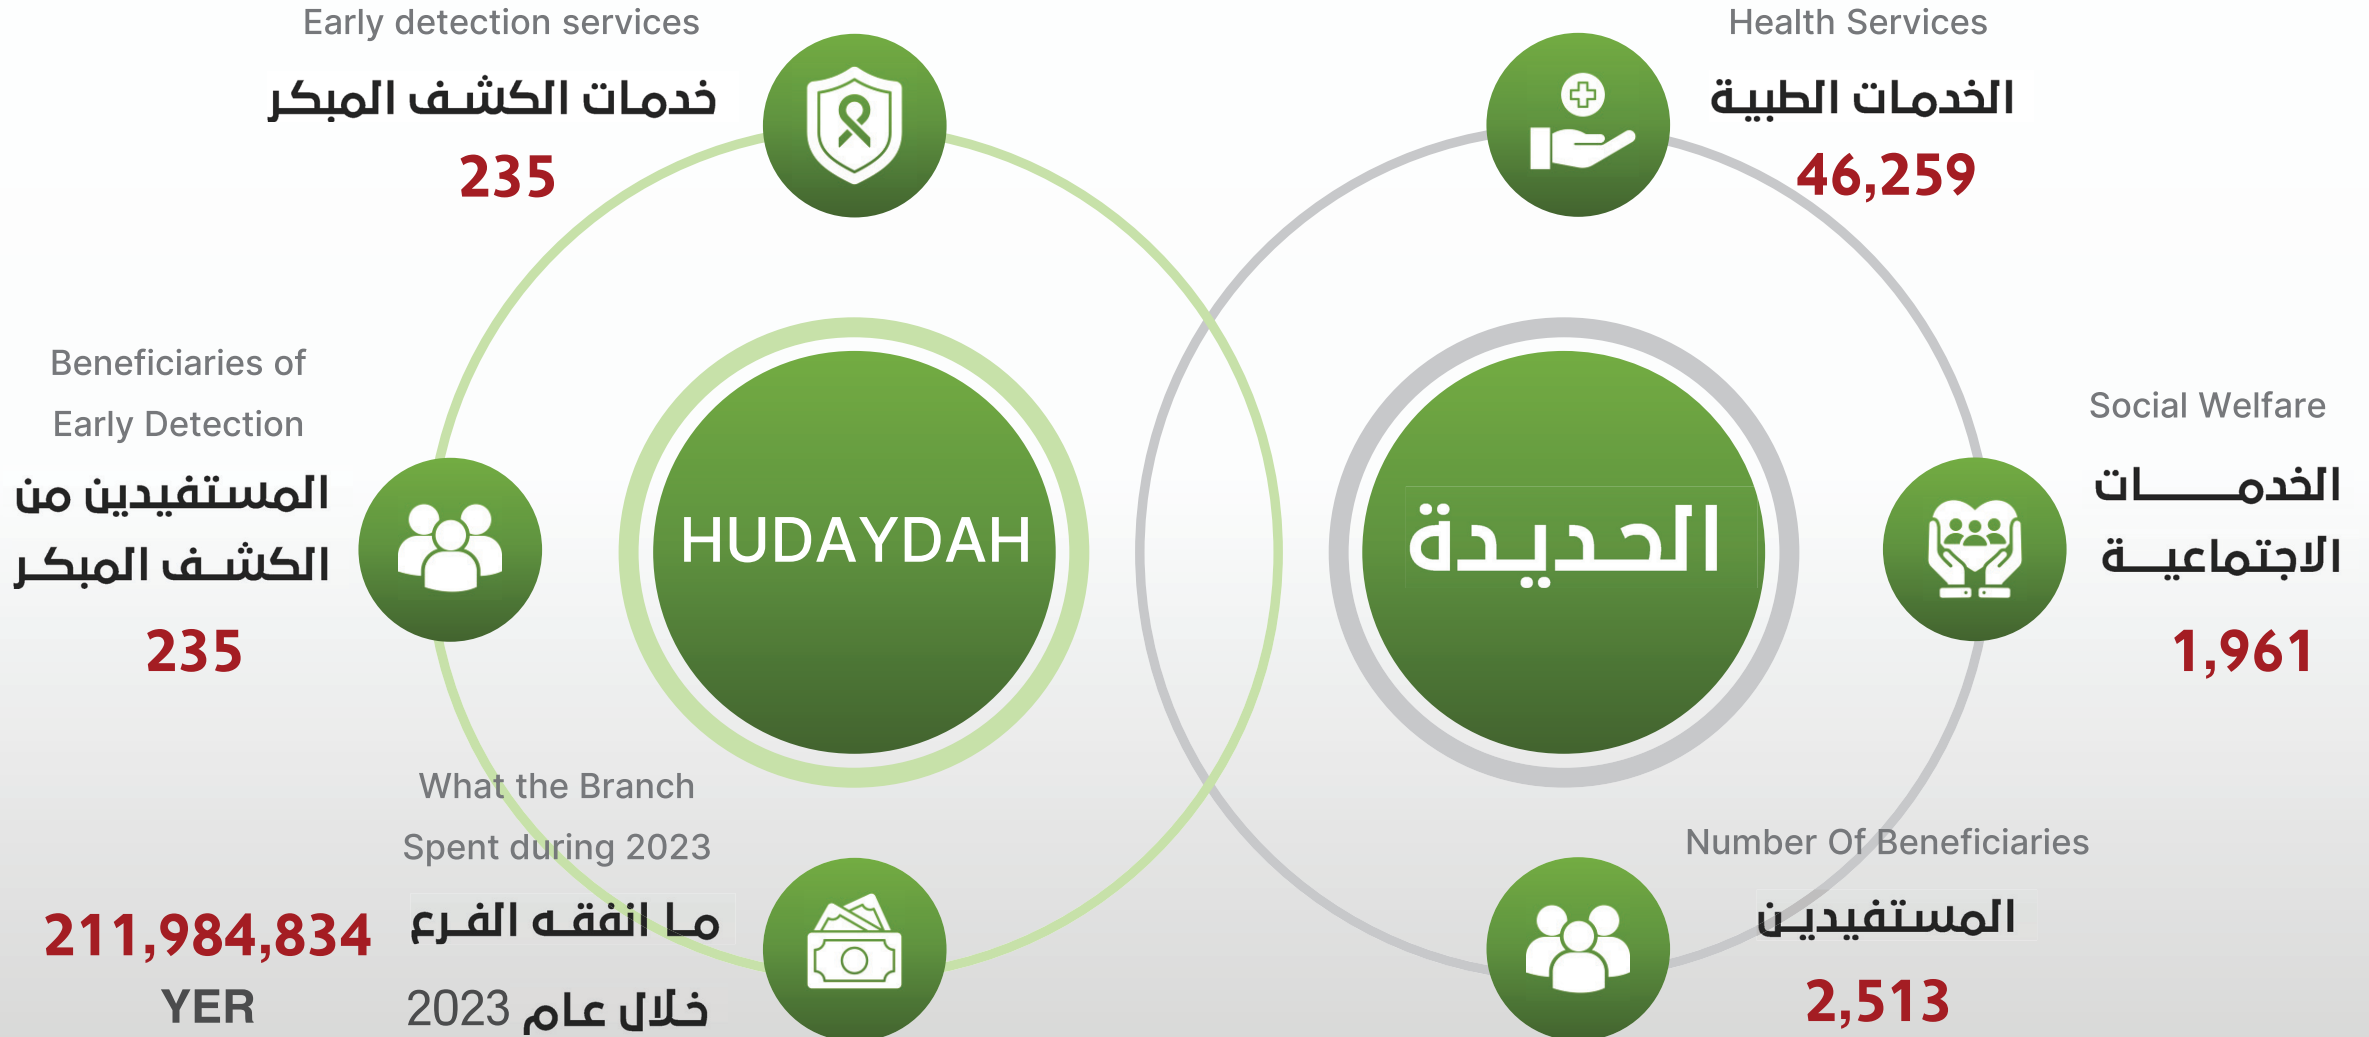 Early detection services
خدمات الكشف المبكر
235
Health Services
الخدمات الطبية
46,259
Beneficiaries of
Early Detection
المستفيدين من
الكشف المبكر
235
HUDAYDAH
الحديدة
Social Welfare
الخدمات
الاجتماعية
1,961
What the Branch
Spent during 2023
ما انفقه الفرع
خلال عام 2023
211,984,834
YER
Number Of Beneficiaries
المستفيدين
2,513